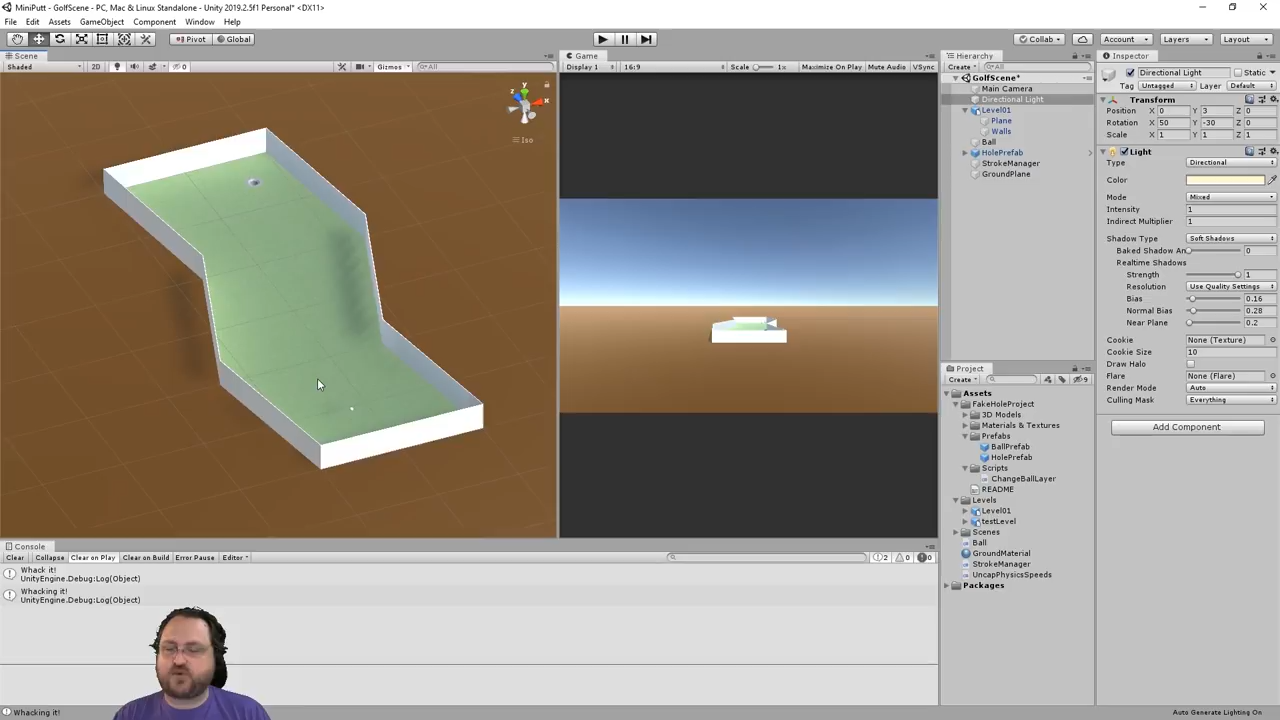 MiniPutt - GolfScene - PC, Mac & Linux Standalone - Unity 2019.2.5f1 Personal* <DX11>
File Edit Assets GameObject Component Window Help
Pivot Global Collab Account Layers Layout
Scene Game Hierarchy Inspector
Shaded 2D 0 Gizmos All Display 1 16:9 Scale 1x Maximize On Play Mute Audio VSync Create All
Directional Light Static
Tag Untagged Layer Default
GolfScene*
Main Camera
Directional Light
Level01
Plane
Walls
Ball
HolePrefab
StrokeManager
GroundPlane
Transform
Position X 0 Y 3 Z 0
Rotation X 50 Y -30 Z 0
Scale X 1 Y 1 Z 1
Light
Type Directional
Color
Mode Mixed
Intensity 1
Indirect Multiplier 1
Shadow Type Soft Shadows
Baked Shadow An 0
Realtime Shadows
Strength 1
Resolution Use Quality Settings
Bias 0.16
Normal Bias 0.28
Near Plane 0.2
Cookie None (Texture)
Cookie Size 10
Draw Halo
Flare None (Flare)
Render Mode Auto
Culling Mask Everything
Add Component
y
z x
Iso
Project
Create 9
Assets
FakeHoleProject
3D Models
Materials & Textures
Prefabs
BallPrefab
HolePrefab
Scripts
ChangeBallLayer
README
Levels
Level01
testLevel
Scenes
Ball
GroundMaterial
StrokeManager
UncapPhysicsSpeeds
Packages
Console
Clear Collapse Clear on Play Clear on Build Error Pause Editor 2 0 0
Whack it!
UnityEngine.Debug:Log(Object)
Whacking it!
UnityEngine.Debug:Log(Object)
Whacking it!
Auto Generate Lighting On